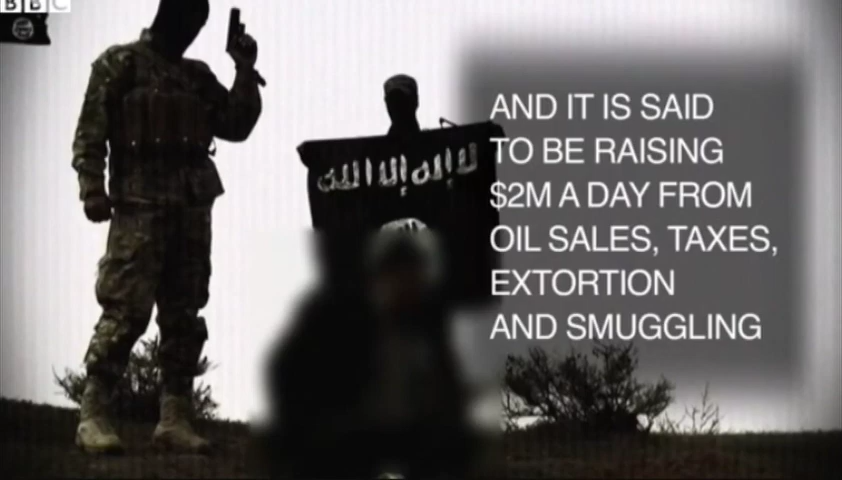 BBC
لا إله إلا الله
AND IT IS SAID
TO BE RAISING
$2M A DAY FROM
OIL SALES, TAXES,
EXTORTION
AND SMUGGLING